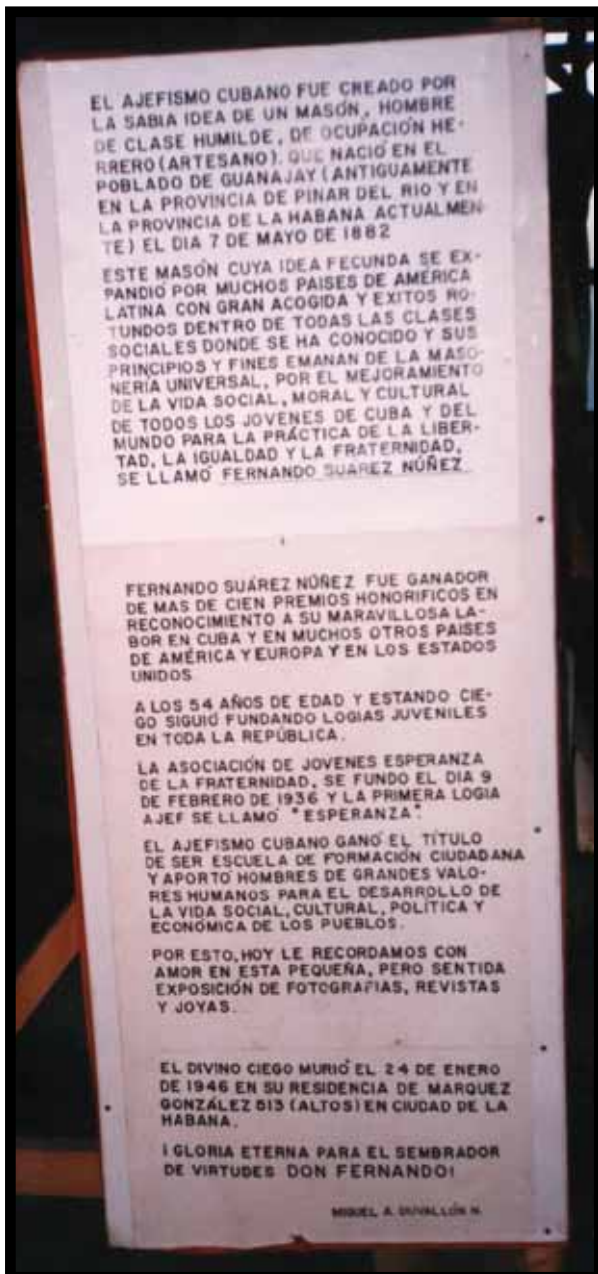 EL AJEFISMO CUBANO FUE CREADO POR
LA SABIA IDEA DE UN MASÓN, HOMBRE
DE CLASE HUMILDE, DE OCUPACIÓN HE-
RRERO (ARTESANO). QUE NACIÓ EN EL
POBLADO DE GUANAJAY (ANTIGUAMENTE
EN LA PROVINCIA DE PINAR DEL RIO Y EN
LA PROVINCIA DE LA HABANA ACTUALMEN-
TE) EL DIA 7 DE MAYO DE 1882
ESTE MASÓN CUYA IDEA FECUNDA SE EX-
PANDIÓ POR MUCHOS PAISES DE AMÉRICA
LATINA CON GRAN ACOGIDA Y EXITOS RO-
TUNDOS DENTRO DE TODAS LAS CLASES
SOCIALES DONDE SE HA CONOCIDO Y SUS
PRINCIPIOS Y FINES EMANAN DE LA MASO-
NERÍA UNIVERSAL, POR EL MEJORAMIENTO
DE LA VIDA SOCIAL, MORAL Y CULTURAL
DE TODOS LOS JOVENES DE CUBA Y DEL
MUNDO PARA LA PRÁCTICA DE LA LIBER-
TAD, LA IGUALDAD Y LA FRATERNIDAD,
SE LLAMÓ FERNANDO SUAREZ NÚÑEZ
FERNANDO SUÁREZ NÚÑEZ FUE GANADOR
DE MAS DE CIEN PREMIOS HONORIFICOS EN
RECONOCIMIENTO A SU MARAVILLOSA LA-
BOR EN CUBA Y EN MUCHOS OTROS PAISES
DE AMÉRICA Y EUROPA Y EN LOS ESTADOS
UNIDOS
A LOS 54 AÑOS DE EDAD Y ESTANDO CIE-
GO SIGUIÓ FUNDANDO LOGIAS JUVENILES
EN TODA LA REPÚBLICA.
LA ASOCIACIÓN DE JOVENES ESPERANZA
DE LA FRATERNIDAD, SE FUNDO EL DIA 9
DE FEBRERO DE 1936 Y LA PRIMERA LOGIA
AJEF SE LLAMÓ "ESPERANZA".
EL AJEFISMO CUBANO GANÓ EL TÍTULO
DE SER ESCUELA DE FORMACIÓN CIUDADANA
Y APORTÓ HOMBRES DE GRANDES VALO-
RES HUMANOS PARA EL DESARROLLO DE
LA VIDA SOCIAL, CULTURAL, POLÍTICA Y
ECONÓMICA DE LOS PUEBLOS.
POR ESTO, HOY LE RECORDAMOS CON
AMOR EN ESTA PEQUEÑA, PERO SENTIDA
EXPOSICIÓN DE FOTOGRAFIAS, REVISTAS
Y JOYAS.
EL DIVINO CIEGO MURIÓ EL 24 DE ENERO
DE 1946 EN SU RESIDENCIA DE MARQUEZ
GONZÁLEZ 513 (ALTOS) EN CIUDAD DE LA
HABANA.
¡GLORIA ETERNA PARA EL SEMBRADOR
DE VIRTUDES DON FERNANDO!
MIGUEL A. DUVALLÓN N.